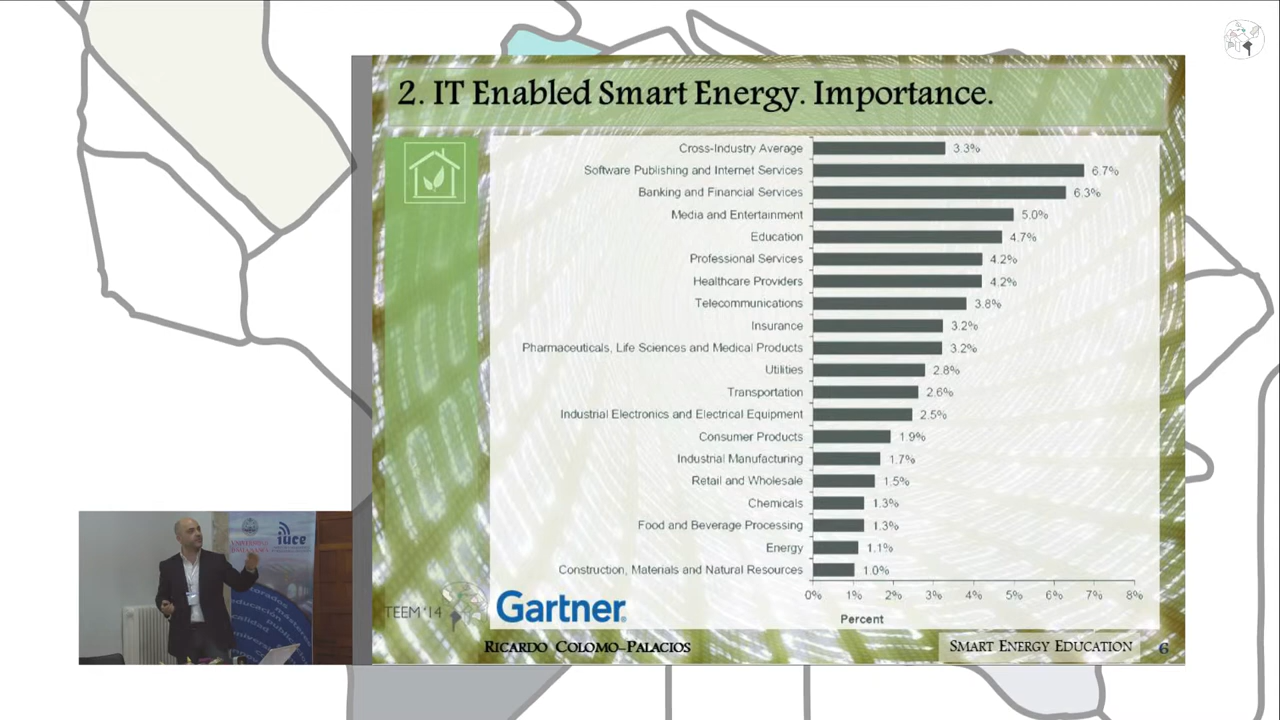 2. IT Enabled Smart Energy. Importance.
Cross-Industry Average 3.3%
Software Publishing and Internet Services 6.7%
Banking and Financial Services 6.3%
Media and Entertainment 5.0%
Education 4.7%
Professional Services 4.2%
Healthcare Providers 4.2%
Telecommunications 3.8%
Insurance 3.2%
Pharmaceuticals, Life Sciences and Medical Products 3.2%
Utilities 2.8%
Transportation 2.6%
Industrial Electronics and Electrical Equipment 2.5%
Consumer Products 1.9%
Industrial Manufacturing 1.7%
Retail and Wholesale 1.5%
Chemicals 1.3%
Food and Beverage Processing 1.3%
Energy 1.1%
Construction, Materials and Natural Resources 1.0%
0% 1% 2% 3% 4% 5% 6% 7% 8%
Percent
TEEM'14
Gartner
RICARDO COLOMO-PALACIOS
SMART ENERGY EDUCATION 6
iuce
educación
calidad